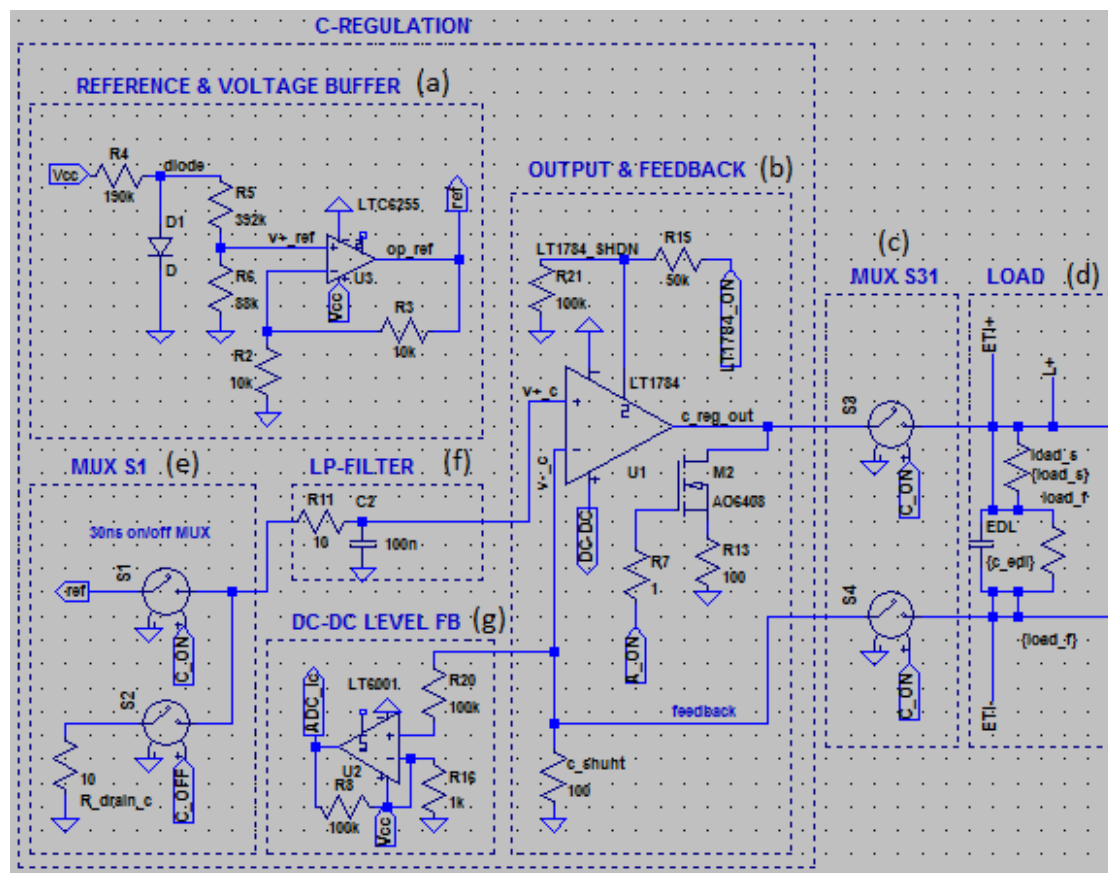 C-REGULATION
REFERENCE & VOLTAGE BUFFER (a)
Vcc
R4
190k
diode
D1
D
R5
392k
v+_ref
R6
88k
LTC6255
op_ref
ref
U3
Vcc
R3
10k
R2
10k
OUTPUT & FEEDBACK (b)
LT1784_SHDN
R15
50k
R21
100k
LT1784_ON
LT1784
v+_c
v-_c
c_reg_out
U1
DC-DC
M2
AO6408
R7
1
R13
100
A_ON
feedback
c_shuht
100
(c)
MUX S31
S3
C_ON
S4
C_ON
LOAD (d)
ETI+
L+
load_s
{load_s}
load_f
EDL
{c_edl}
{load_f}
ETI-
MUX S1 (e)
30ns on/off MUX
ref
S1
C_ON
S2
C_OFF
10
R_drain_c
LP-FILTER (f)
R11
10
C2
100n
DC-DC LEVEL FB (g)
ADC_Ic
LT6001
R20
100k
U2
R8
100k
R16
1k
Vcc